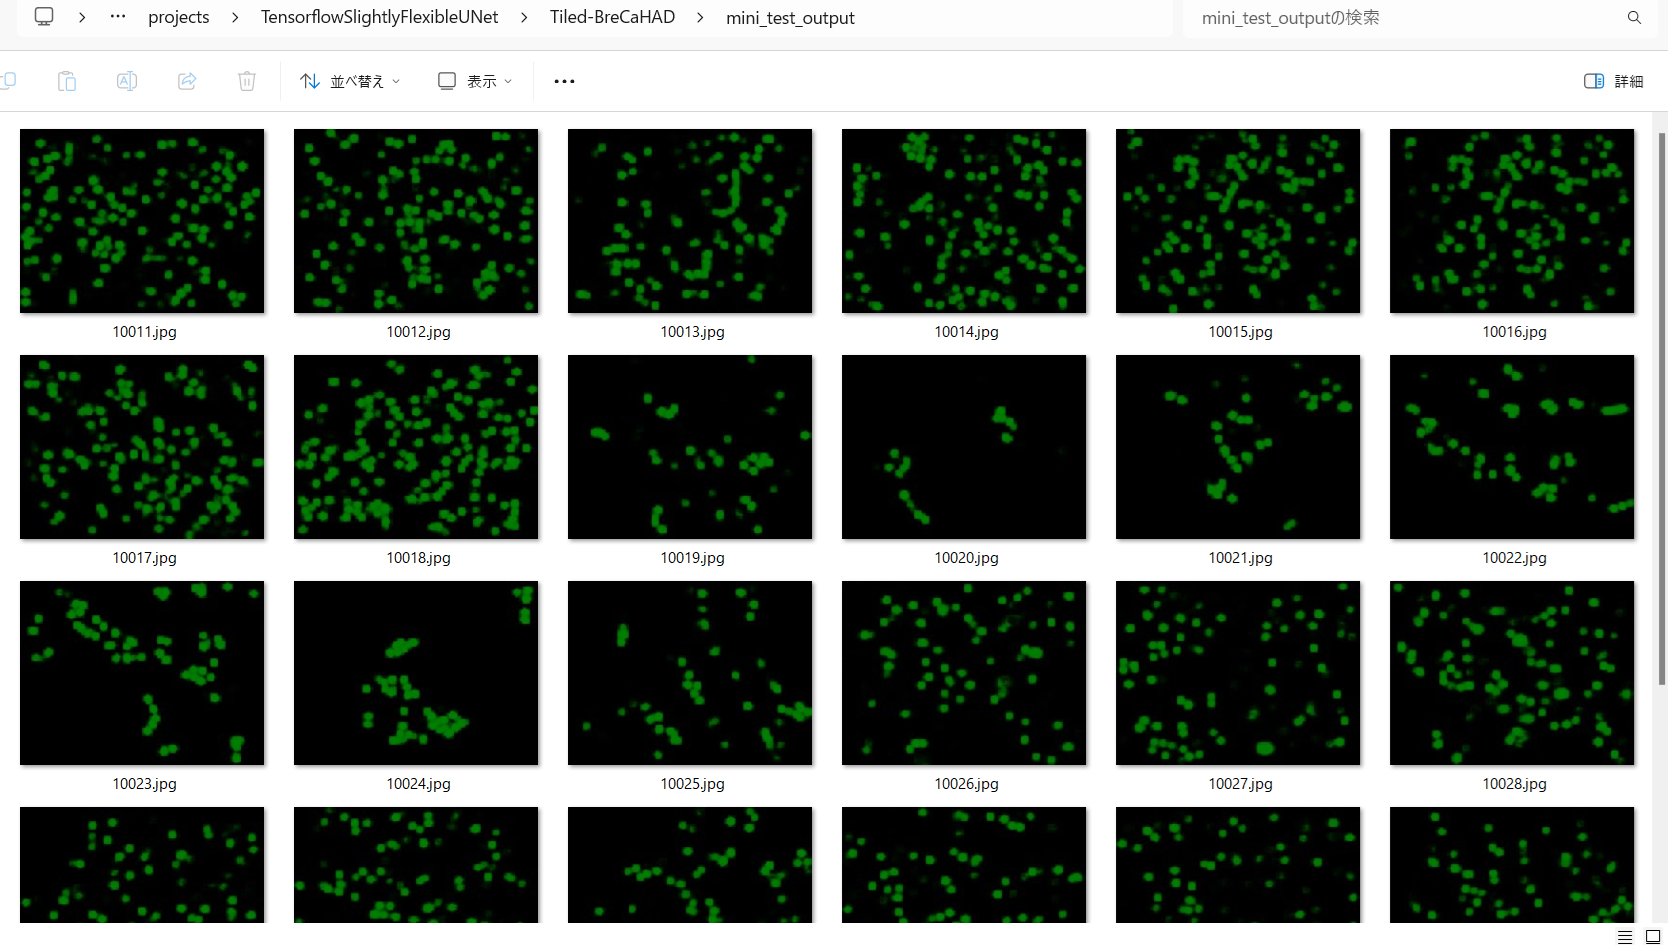 projects > TensorflowSlightlyFlexibleUNet > Tiled-BreCaHAD > mini_test_output
mini_test_outputの検索
並べ替え
表示
詳細
10011.jpg
10012.jpg
10013.jpg
10014.jpg
10015.jpg
10016.jpg
10017.jpg
10018.jpg
10019.jpg
10020.jpg
10021.jpg
10022.jpg
10023.jpg
10024.jpg
10025.jpg
10026.jpg
10027.jpg
10028.jpg